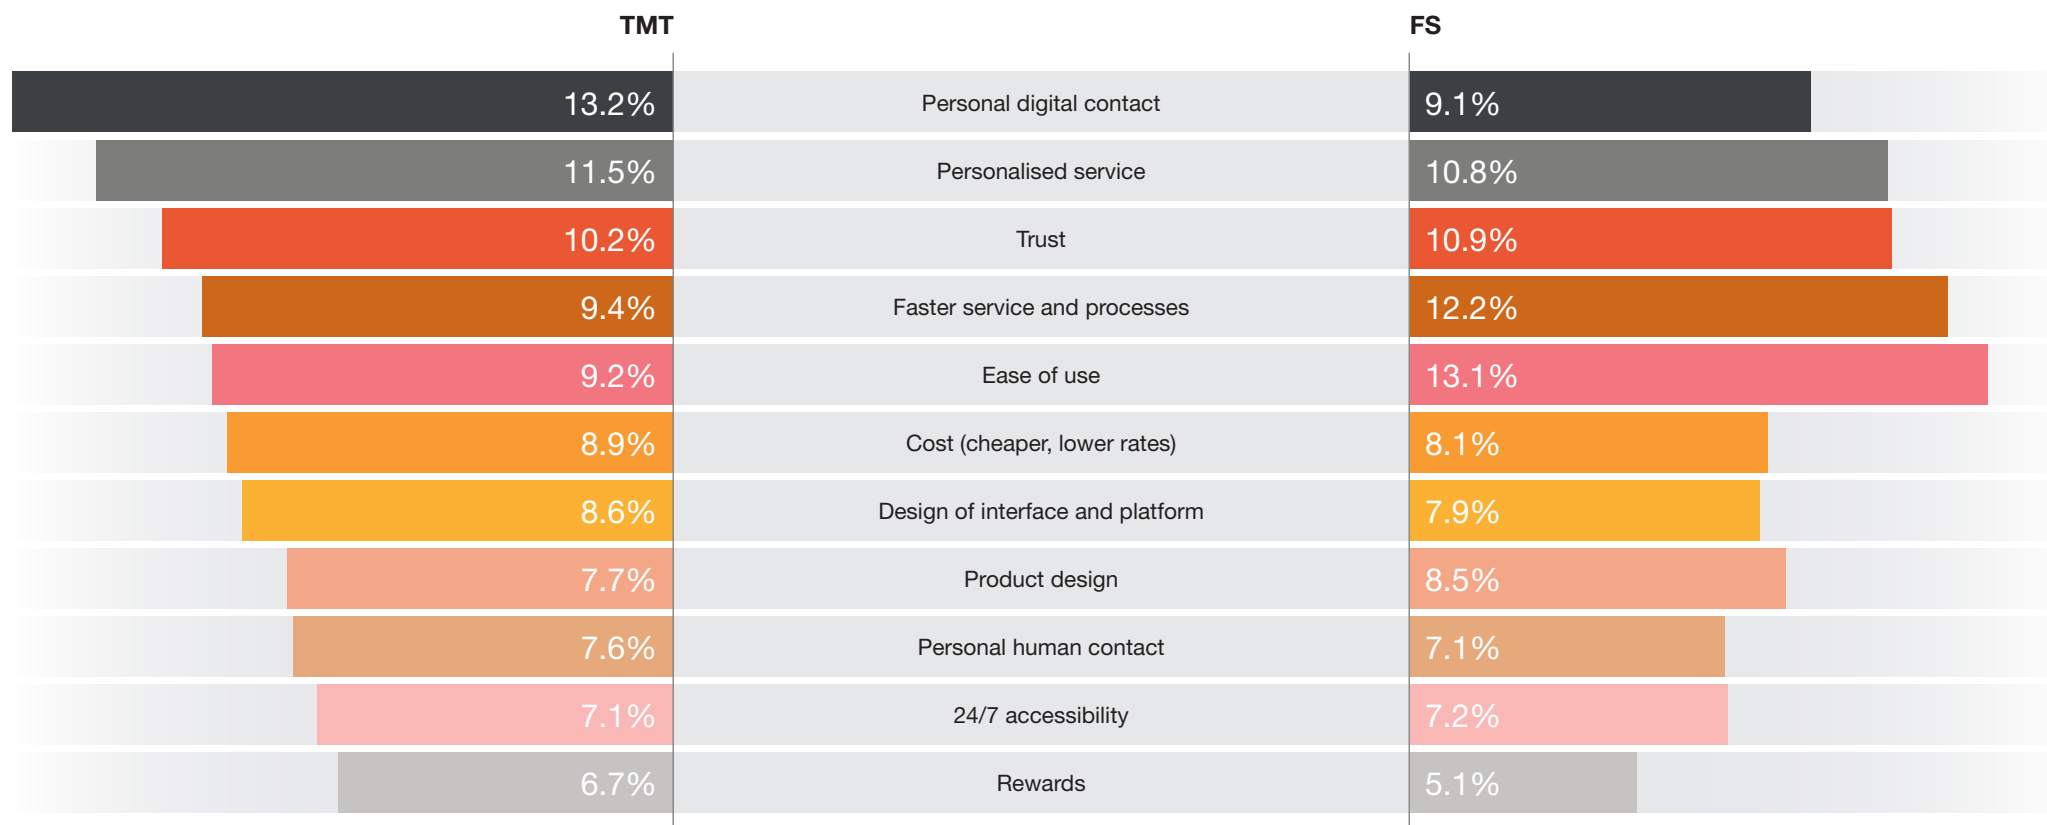 TMT FS
13.2% Personal digital contact 9.1%
11.5% Personalised service 10.8%
10.2% Trust 10.9%
9.4% Faster service and processes 12.2%
9.2% Ease of use 13.1%
8.9% Cost (cheaper, lower rates) 8.1%
8.6% Design of interface and platform 7.9%
7.7% Product design 8.5%
7.6% Personal human contact 7.1%
7.1% 24/7 accessibility 7.2%
6.7% Rewards 5.1%